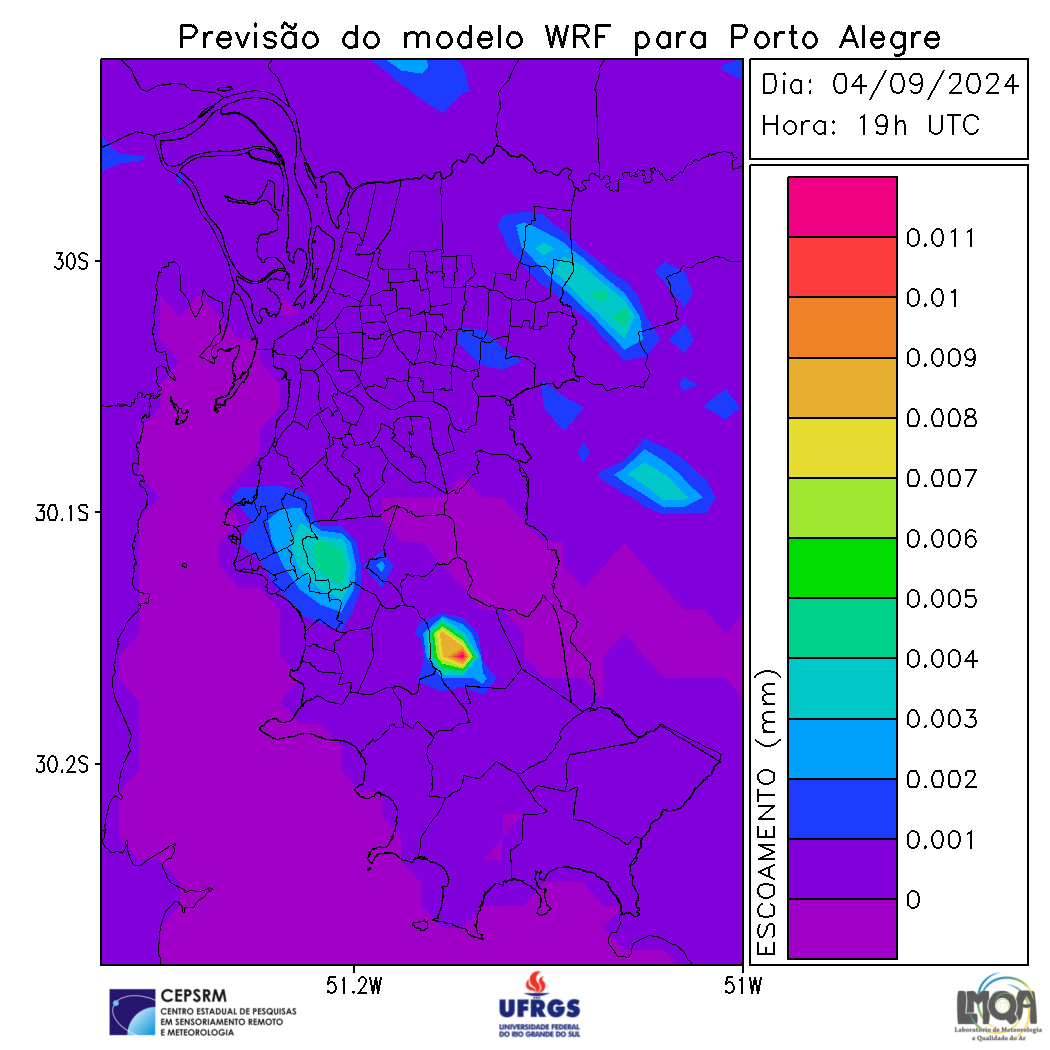 Previsão do modelo WRF para Porto Alegre
Dia: 04/09/2024
Hora: 19h UTC
0.011
0.01
0.009
0.008
0.007
0.006
0.005
0.004
0.003
0.002
0.001
0
ESCOAMENTO (mm)
30S
30.1S
30.2S
51.2W
51W
CEPSRM
CENTRO ESTADUAL DE PESQUISAS
EM SENSORIAMENTO REMOTO
E METEOROLOGIA
UFRGS
UNIVERSIDADE FEDERAL
DO RIO GRANDE DO SUL
LMQA
Laboratório de Meteorologia
e Qualidade do Ar